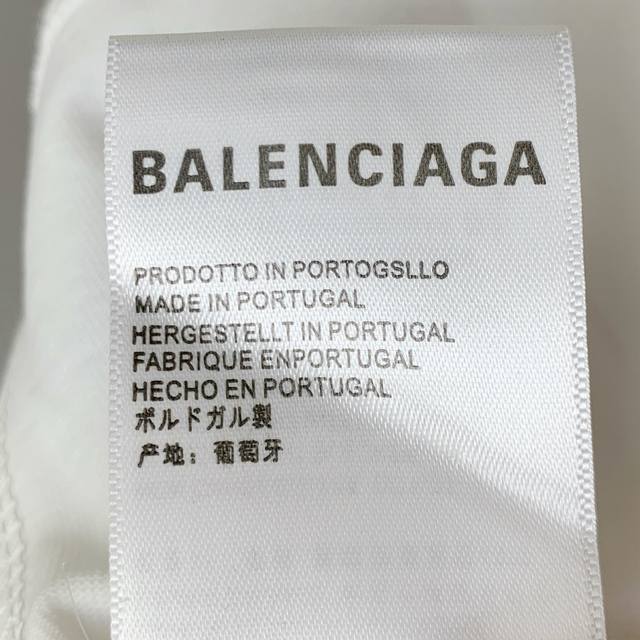 BALENCIAGA
PRODOTTO IN PORTOGSLLO
MADE IN PORTUGAL
HERGESTELLT IN PORTUGAL
FABRIQUE ENPORTUGAL
HECHO EN PORTUGAL
ポルドガル製
产地：葡萄牙